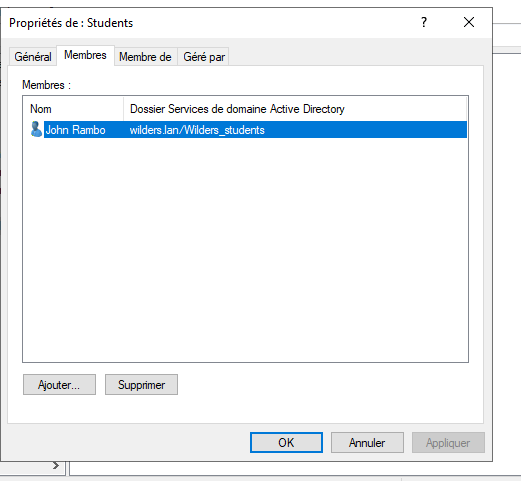 Propriétés de : Students
?
Général Membres Membre de Géré par
Membres :
Nom Dossier Services de domaine Active Directory
John Rambo wilders.lan/Wilders_students
Ajouter... Supprimer
OK Annuler Appliquer